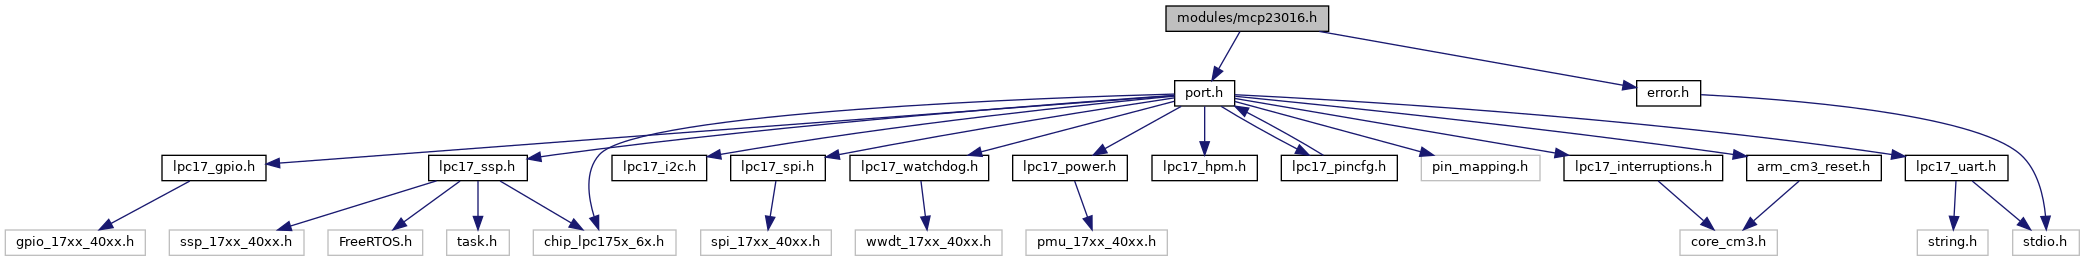 modules/mcp23016.h
port.h
error.h
lpc17_gpio.h
lpc17_ssp.h
lpc17_i2c.h
lpc17_spi.h
lpc17_watchdog.h
lpc17_power.h
lpc17_hpm.h
lpc17_pincfg.h
pin_mapping.h
lpc17_interruptions.h
arm_cm3_reset.h
lpc17_uart.h
gpio_17xx_40xx.h
ssp_17xx_40xx.h
FreeRTOS.h
task.h
chip_lpc175x_6x.h
spi_17xx_40xx.h
wwdt_17xx_40xx.h
pmu_17xx_40xx.h
core_cm3.h
string.h
stdio.h